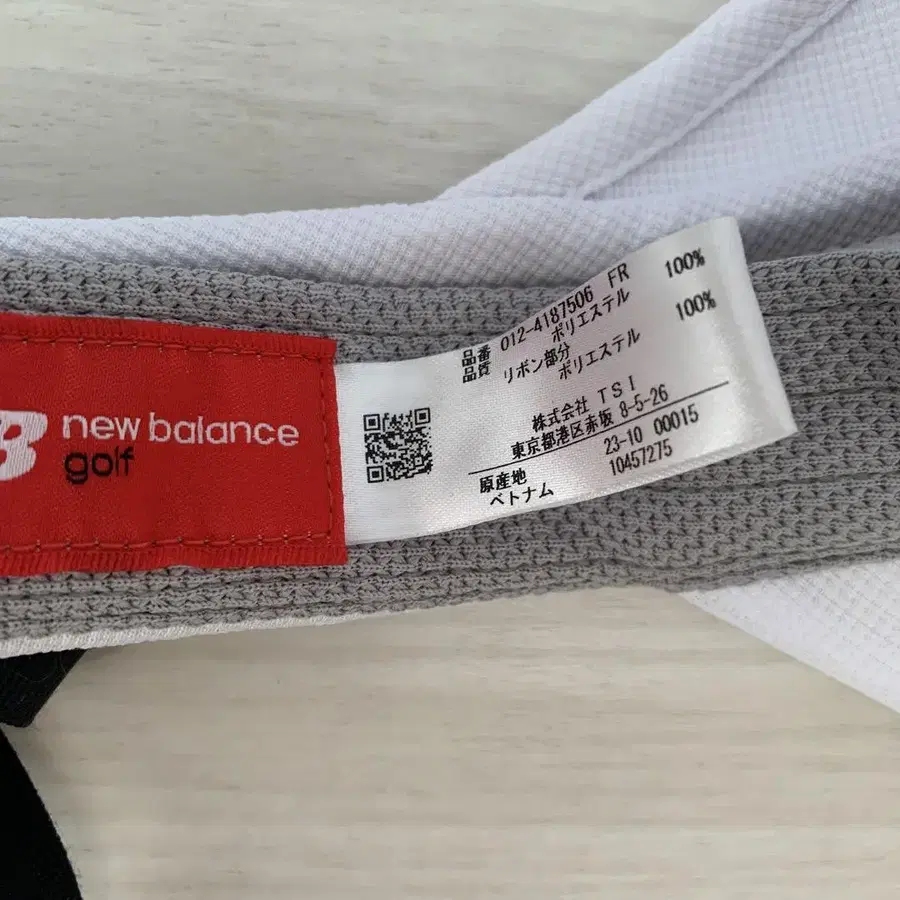 new balance
golf
品番 012-4187506 FR
品質 ポリエステル 100%
リボン部分
ポリエステル 100%
株式会社 TSI
東京都港区赤坂 8-5-26
原産地 23-10 00015
ベトナム 10457275